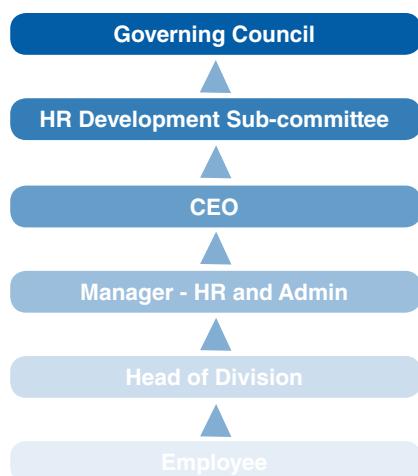 Governing Council
HR Development Sub-committee
CEO
Manager - HR and Admin
Head of Division
Employee